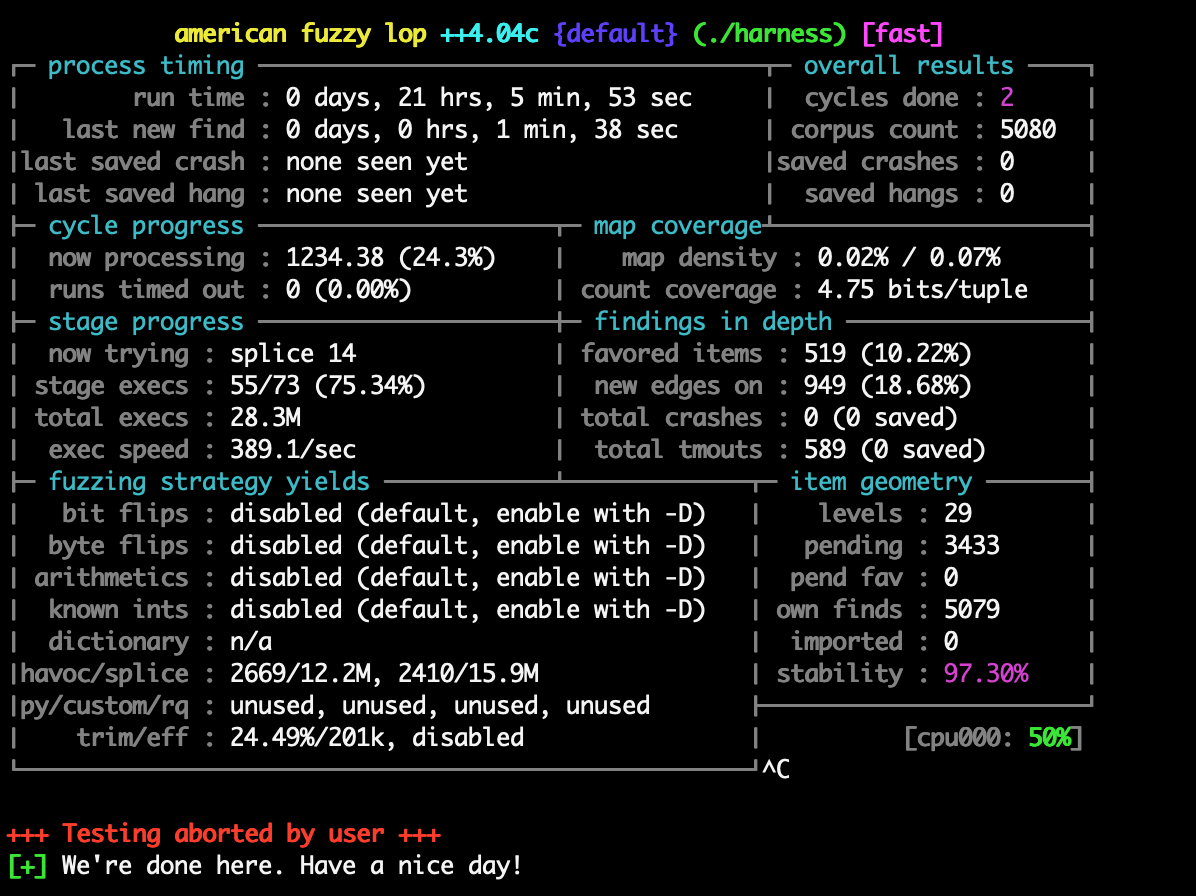 american fuzzy lop ++4.04c {default} (./harness) [fast]
process timing overall results
run time : 0 days, 21 hrs, 5 min, 53 sec cycles done : 2
last new find : 0 days, 0 hrs, 1 min, 38 sec corpus count : 5080
last saved crash : none seen yet saved crashes : 0
last saved hang : none seen yet saved hangs : 0
cycle progress map coverage
now processing : 1234.38 (24.3%) map density : 0.02% / 0.07%
runs timed out : 0 (0.00%) count coverage : 4.75 bits/tuple
stage progress findings in depth
now trying : splice 14 favored items : 519 (10.22%)
stage execs : 55/73 (75.34%) new edges on : 949 (18.68%)
total execs : 28.3M total crashes : 0 (0 saved)
exec speed : 389.1/sec total tmouts : 589 (0 saved)
fuzzing strategy yields item geometry
bit flips : disabled (default, enable with -D) levels : 29
byte flips : disabled (default, enable with -D) pending : 3433
arithmetics : disabled (default, enable with -D) pend fav : 0
known ints : disabled (default, enable with -D) own finds : 5079
dictionary : n/a imported : 0
havoc/splice : 2669/12.2M, 2410/15.9M stability : 97.30%
py/custom/rq : unused, unused, unused, unused
trim/eff : 24.49%/201k, disabled [cpu000: 50%]
^C
+++ Testing aborted by user +++
[+] We're done here. Have a nice day!